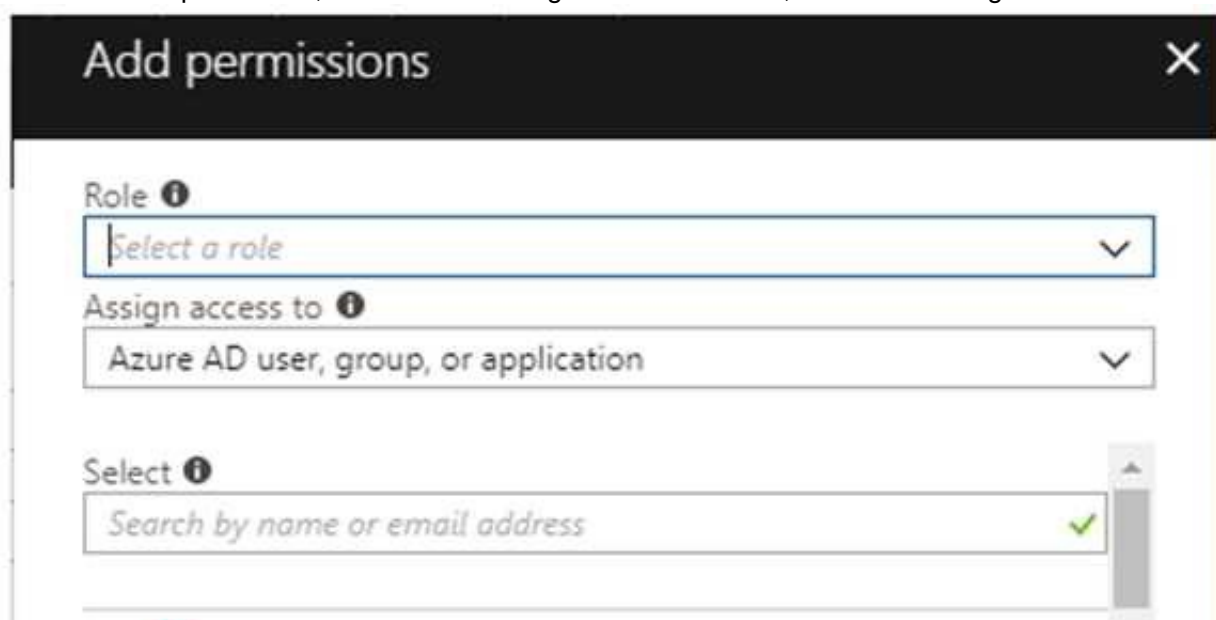 Add permissions
Role
Select a role
Assign access to
Azure AD user, group, or application
Select
Search by name or email address